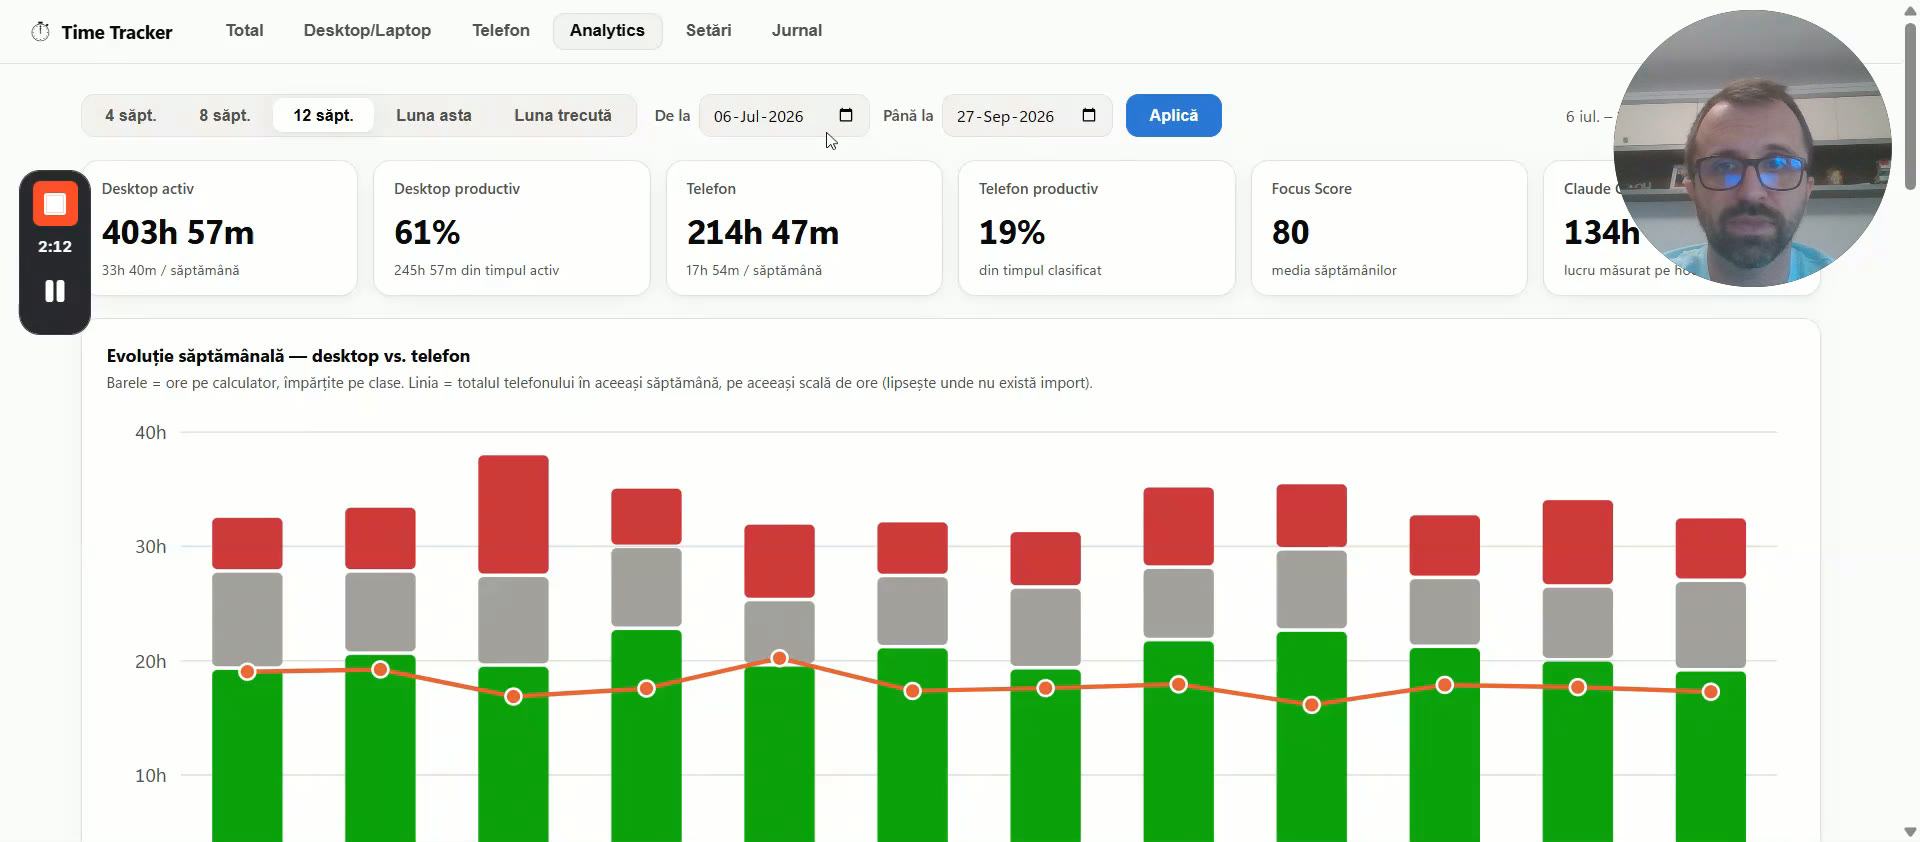 Time Tracker
Total
Desktop/Laptop
Telefon
Analytics
Setări
Jurnal
4 săpt.
8 săpt.
12 săpt.
Luna asta
Luna trecută
De la
06-Jul-2026
Până la
27-Sep-2026
Aplică
6 iul. –
2:12
Desktop activ
403h 57m
33h 40m / săptămână
Desktop productiv
61%
245h 57m din timpul activ
Telefon
214h 47m
17h 54m / săptămână
Telefon productiv
19%
din timpul clasificat
Focus Score
80
media săptămânilor
Claude
134h
lucru măsurat pe
Evoluție săptămânală — desktop vs. telefon
Barele = ore pe calculator, împărțite pe clase. Linia = totalul telefonului în aceeași săptămână, pe aceeași scală de ore (lipsește unde nu există import).
40h
30h
20h
10h